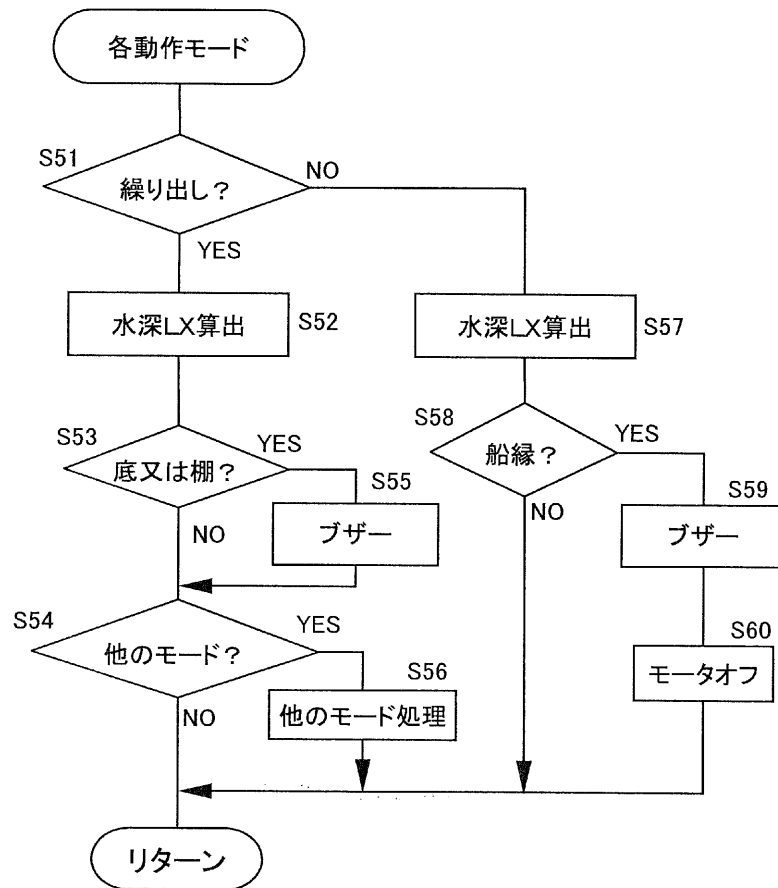 各動作モード
S51
繰り出し？
NO
YES
水深LX算出
S52
S53
底又は棚？
YES
S55
ブザー
NO
S54
他のモード？
YES
S56
他のモード処理
NO
水深LX算出
S57
S58
船縁？
YES
NO
S59
ブザー
S60
モータオフ
リターン